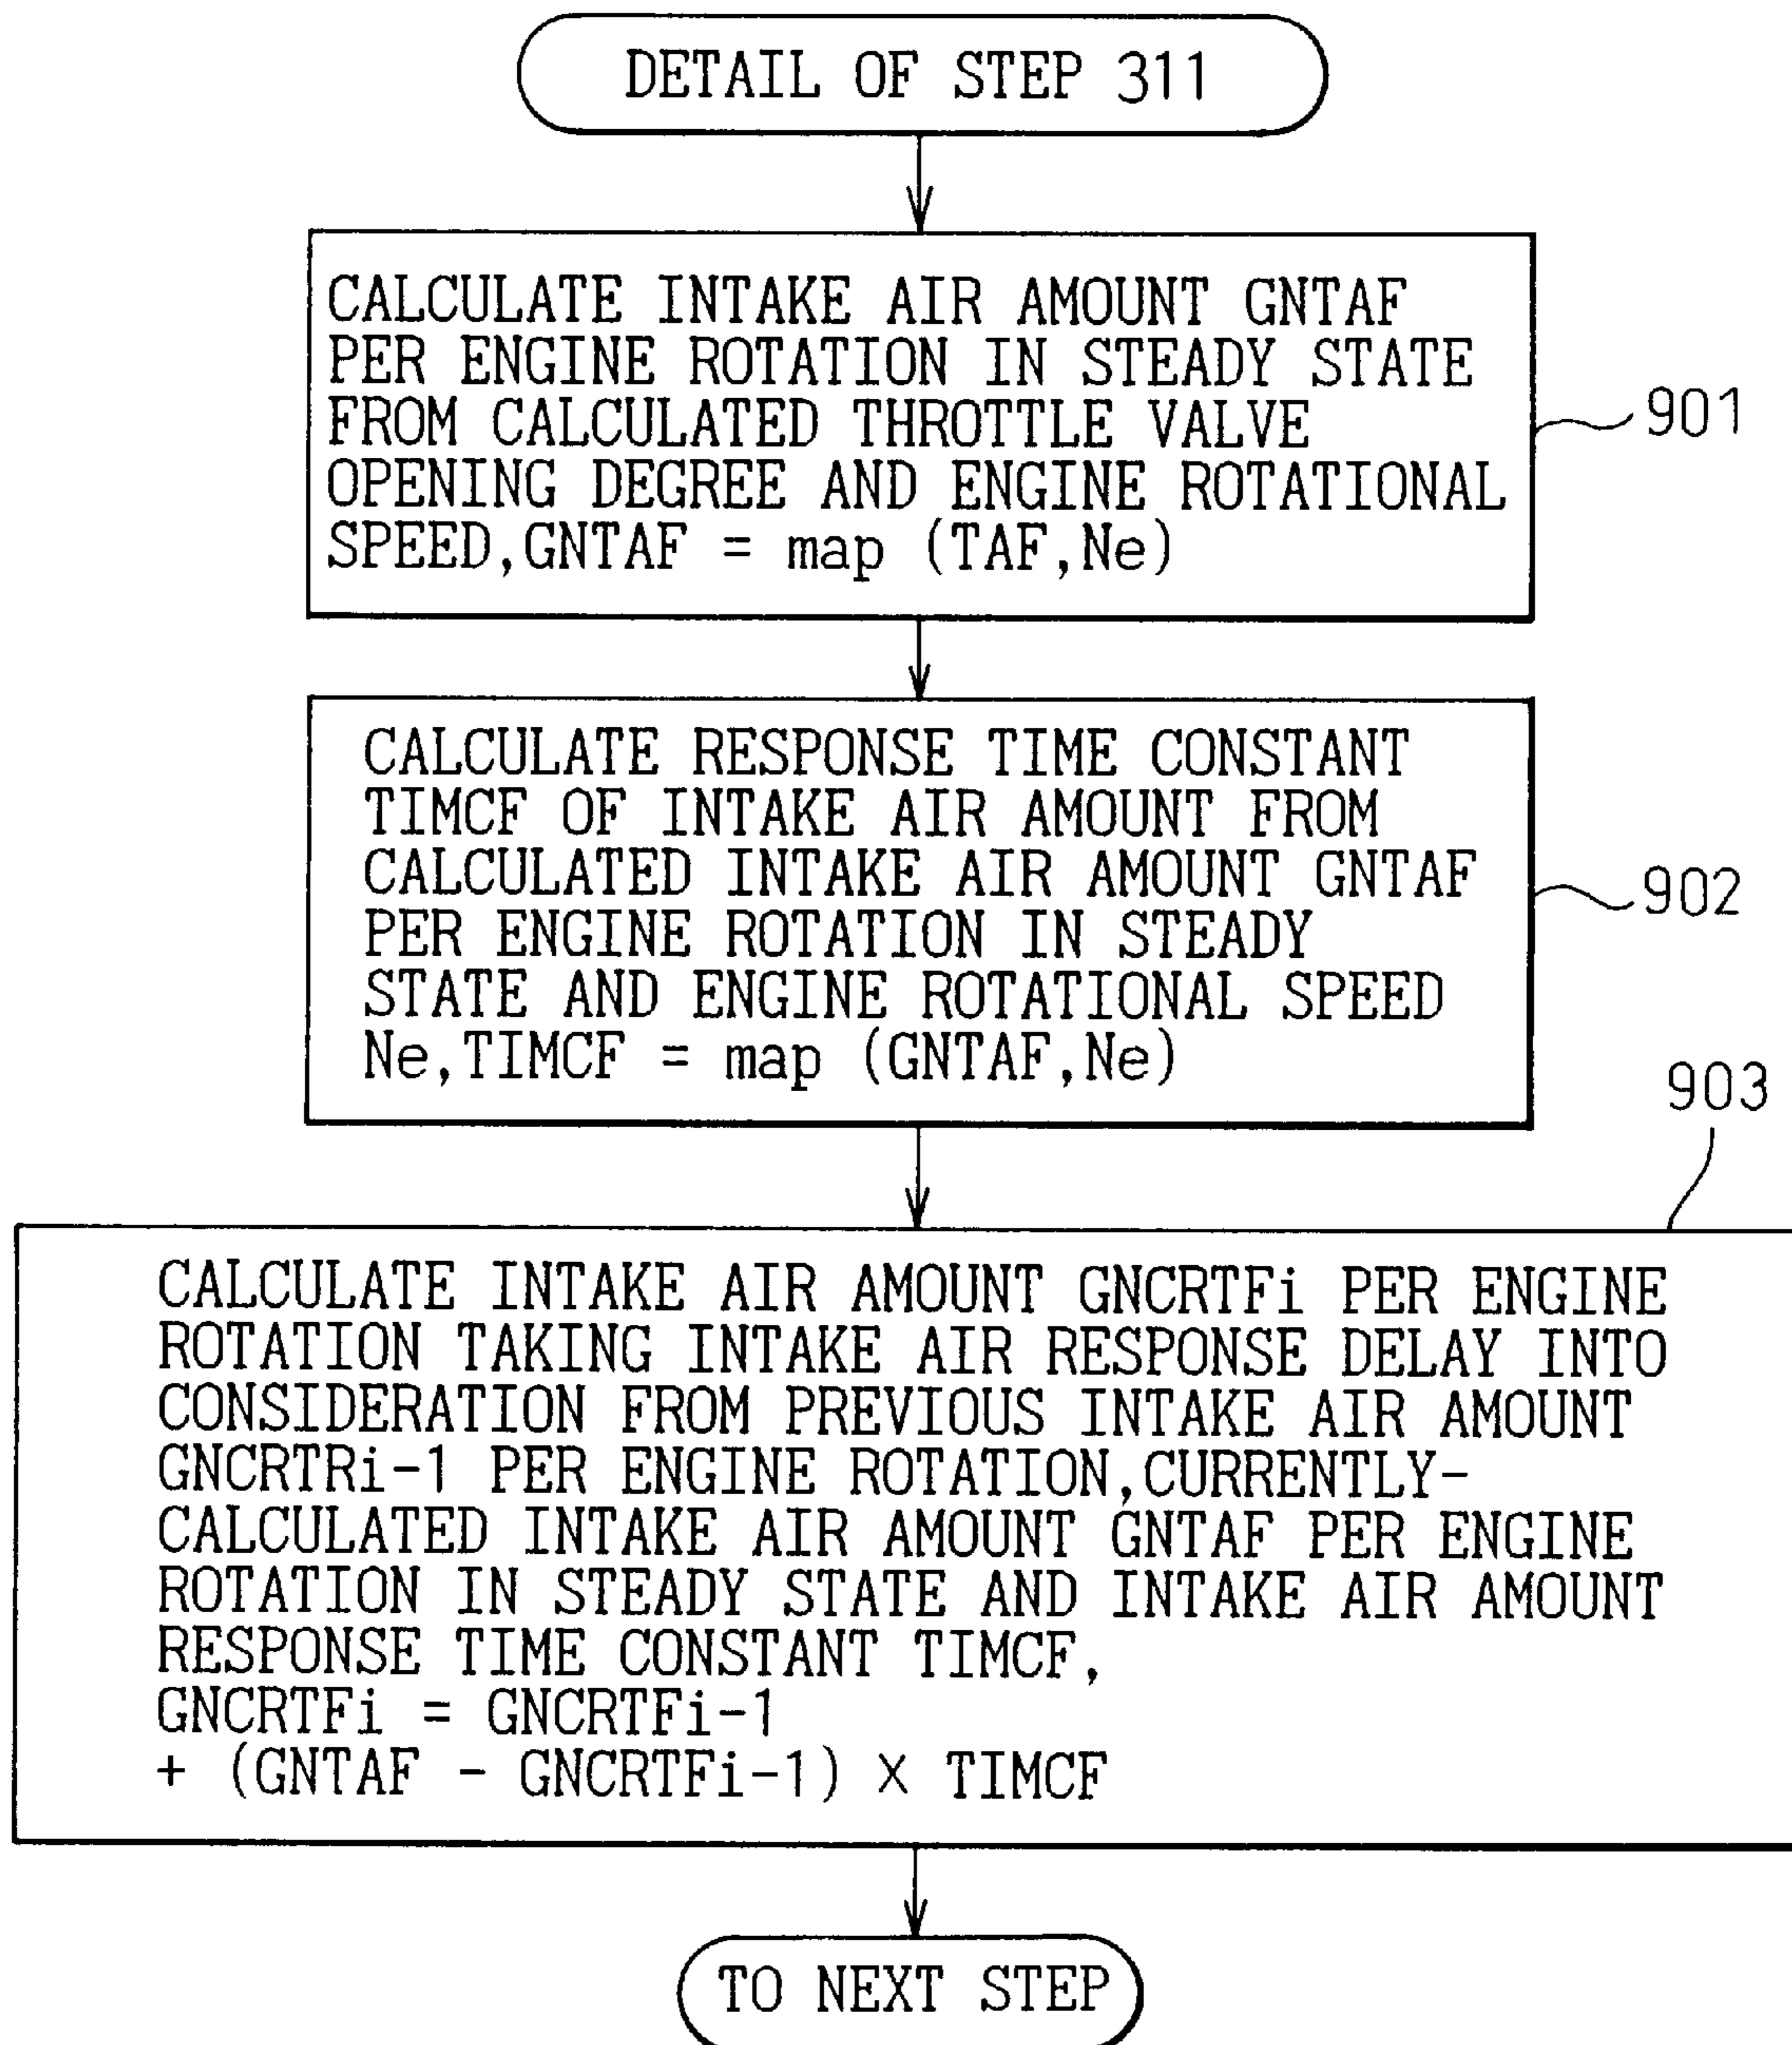 DETAIL OF STEP 311
CALCULATE INTAKE AIR AMOUNT GNTAF
PER ENGINE ROTATION IN STEADY STATE
FROM CALCULATED THROTTLE VALVE
OPENING DEGREE AND ENGINE ROTATIONAL
SPEED,GNTAF = map (TAF,Ne)
901
CALCULATE RESPONSE TIME CONSTANT
TIMCF OF INTAKE AIR AMOUNT FROM
CALCULATED INTAKE AIR AMOUNT GNTAF
PER ENGINE ROTATION IN STEADY
STATE AND ENGINE ROTATIONAL SPEED
Ne,TIMCF = map (GNTAF,Ne)
902
903
CALCULATE INTAKE AIR AMOUNT GNCRTFi PER ENGINE
ROTATION TAKING INTAKE AIR RESPONSE DELAY INTO
CONSIDERATION FROM PREVIOUS INTAKE AIR AMOUNT
GNCRTRi-1 PER ENGINE ROTATION,CURRENTLY-
CALCULATED INTAKE AIR AMOUNT GNTAF PER ENGINE
ROTATION IN STEADY STATE AND INTAKE AIR AMOUNT
RESPONSE TIME CONSTANT TIMCF,
GNCRTFi = GNCRTFi-1
+ (GNTAF - GNCRTFi-1) × TIMCF
TO NEXT STEP